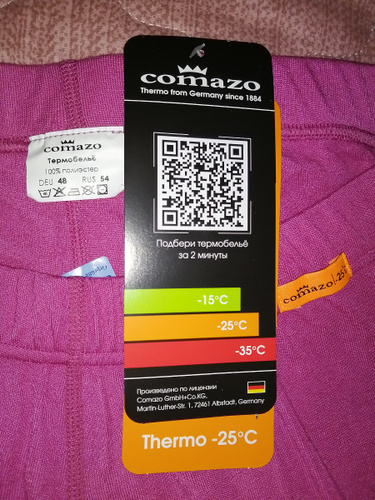 comazo
Thermo from Germany since 1884
Подбери термобельё
за 2 минуты
-15°C
-25°C
-35°C
Произведено по лицензии
Comazo GmbH+Co.KG.
Martin-Luther-Str. 1, 72461 Albstadt, Germany
Thermo -25°C
comazo
Термобельё
100% полиэстер
DEU 48 RUS 54
comazo -25°